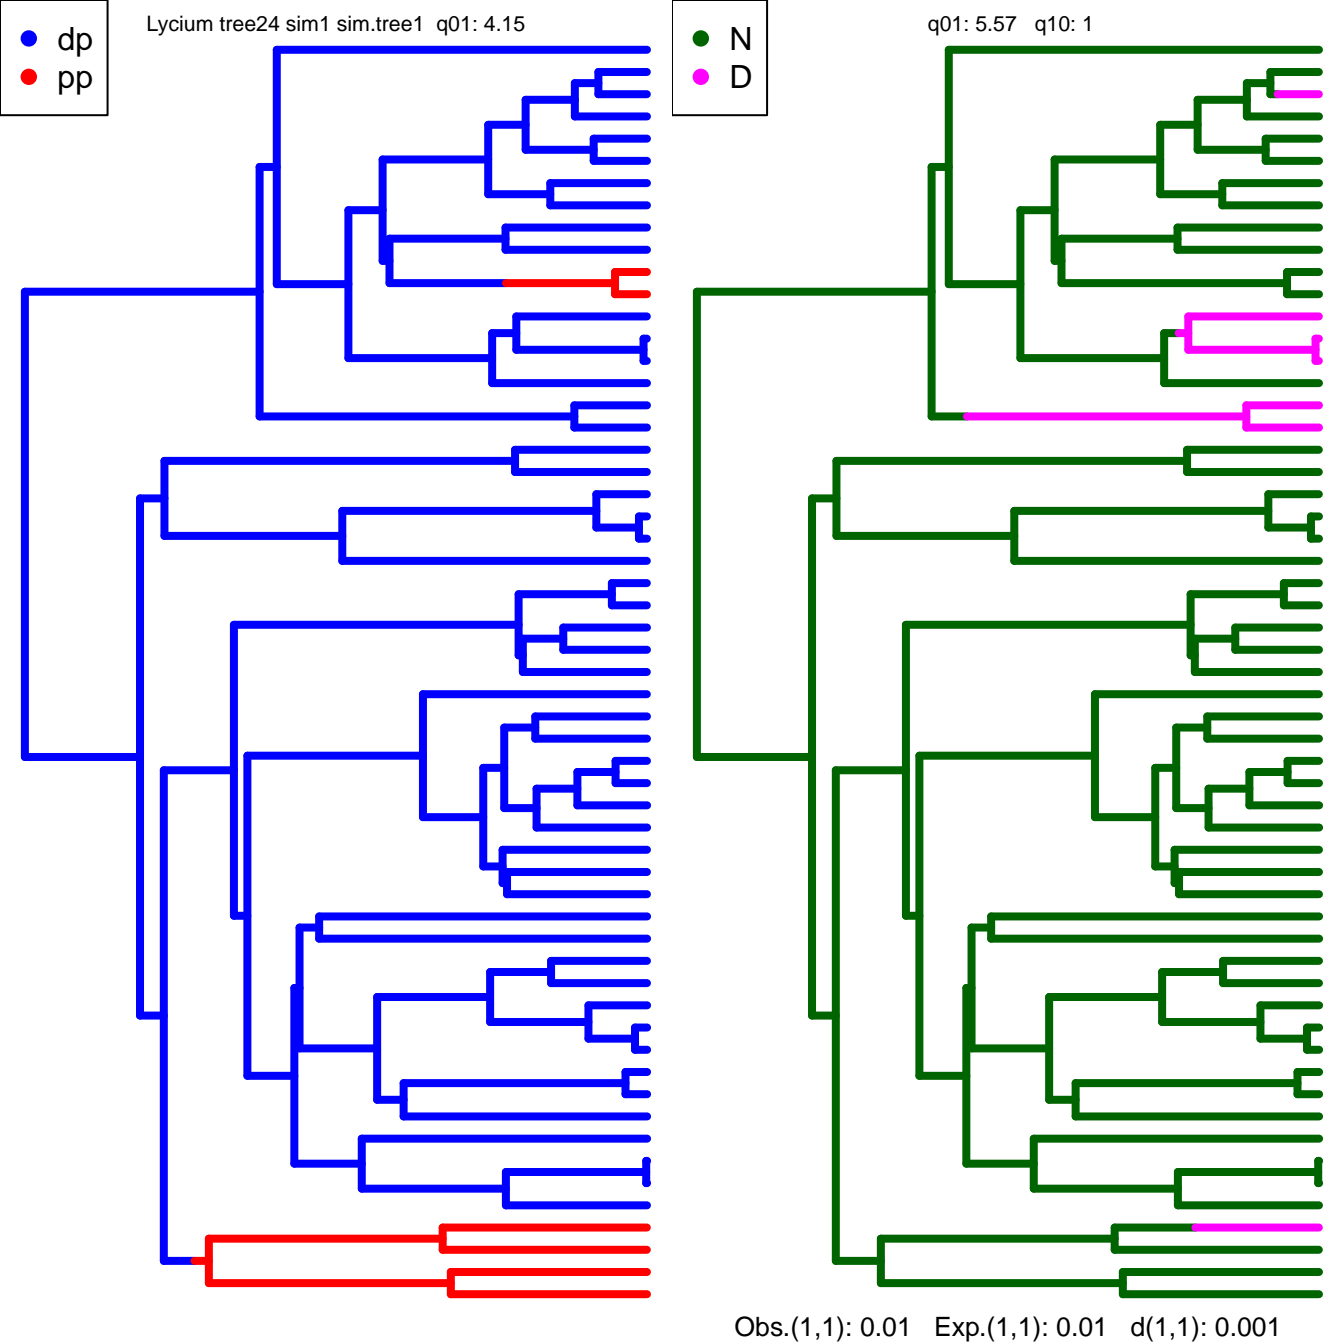 Lycium tree24 sim1 sim.tree1  q01: 4.15
dp
pp
q01: 5.57   q10: 1
N
D
Obs.(1,1): 0.01   Exp.(1,1): 0.01   d(1,1): 0.001